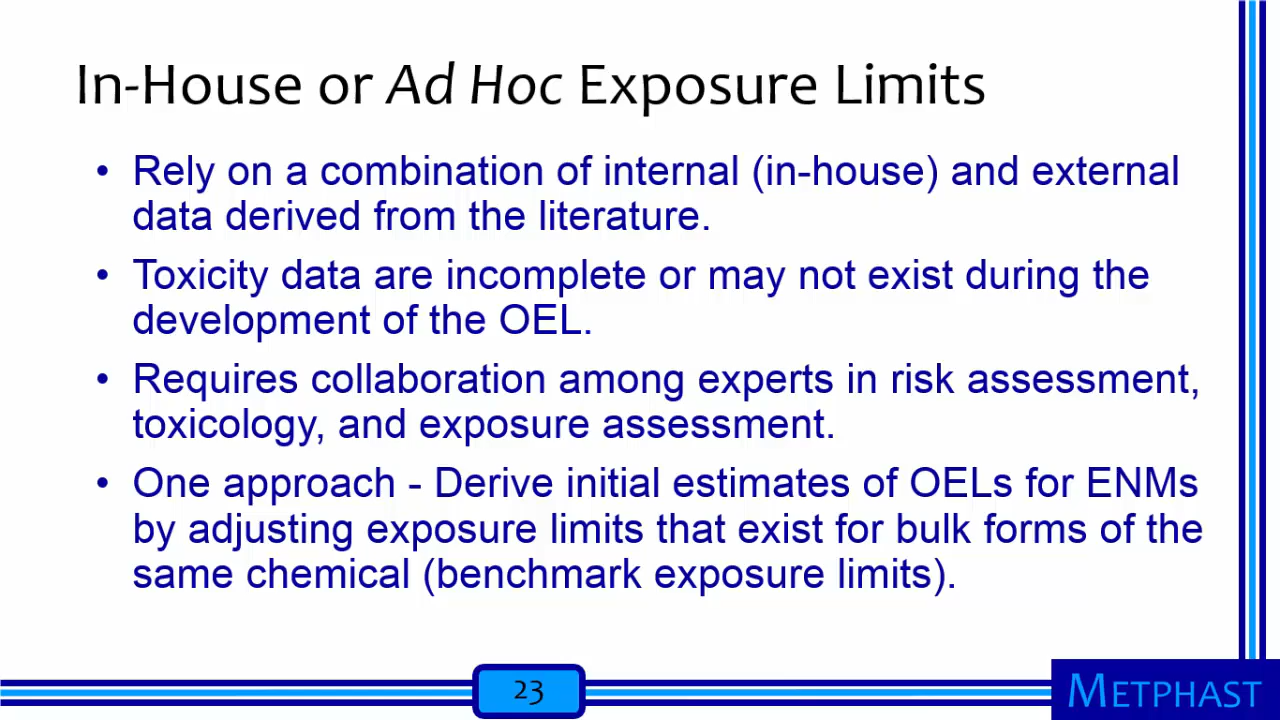 In-House or Ad Hoc Exposure Limits
• Rely on a combination of internal (in-house) and external
data derived from the literature.
• Toxicity data are incomplete or may not exist during the
development of the OEL.
• Requires collaboration among experts in risk assessment,
toxicology, and exposure assessment.
• One approach - Derive initial estimates of OELs for ENMs
by adjusting exposure limits that exist for bulk forms of the
same chemical (benchmark exposure limits).
23
METPHAST